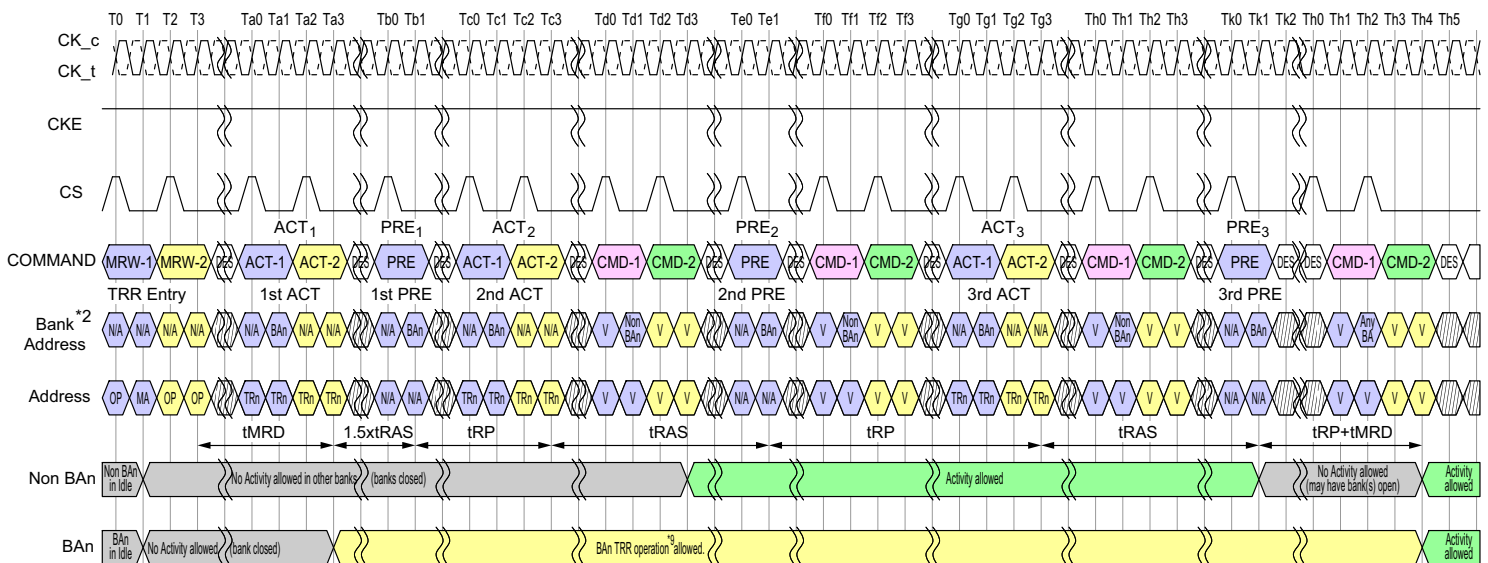 T0 T1 T2 T3 Ta0 Ta1 Ta2 Ta3 Tb0 Tb1 Tc0 Tc1 Tc2 Tc3 Td0 Td1 Td2 Td3 Te0 Te1 Tf0 Tf1 Tf2 Tf3 Tg0 Tg1 Tg2 Tg3 Th0 Th1 Th2 Th3 Tk0 Tk1 Tk2 Th0 Th1 Th2 Th3 Th4 Th5
CK_c
CK_t
CKE
CS
ACT1 PRE1 ACT2 PRE2 ACT3 PRE3
COMMAND MRW-1 MRW-2 DES ACT-1 ACT-2 DES PRE DES ACT-1 ACT-2 DES CMD-1 CMD-2 DES PRE DES CMD-1 CMD-2 DES ACT-1 ACT-2 DES CMD-1 CMD-2 DES PRE DES DES CMD-1 CMD-2 DES
TRR Entry 1st ACT 1st PRE 2nd ACT 2nd PRE 3rd ACT 3rd PRE
Bank*2
Address
N/A N/A N/A N/A N/A BAn N/A N/A N/A BAn N/A BAn N/A N/A V Non BAn V V N/A BAn V Non BAn V V N/A BAn N/A N/A V Non BAn V V N/A BAn V Any BA V V
Address OP MA OP OP TRn TRn TRn TRn N/A N/A TRn TRn TRn TRn V V V V N/A N/A V V V V TRn TRn TRn TRn V V V V N/A N/A V V V V
tMRD 1.5xtRAS tRP tRAS tRP tRAS tRP+tMRD
Non BAn
Non BAn
in Idle
No Activity allowed in other banks (banks closed)
Activity allowed
No Activity allowed
(may have bank(s) open)
Activity
allowed
BAn
BAn
in Idle
No Activity allowed (bank closed)
BAn TRR operation*9 allowed.
Activity
allowed